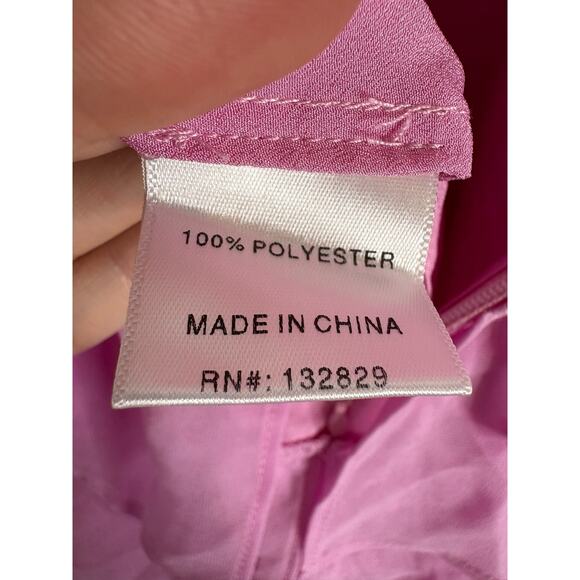 100% POLYESTER
MADE IN CHINA
RN#: 132829